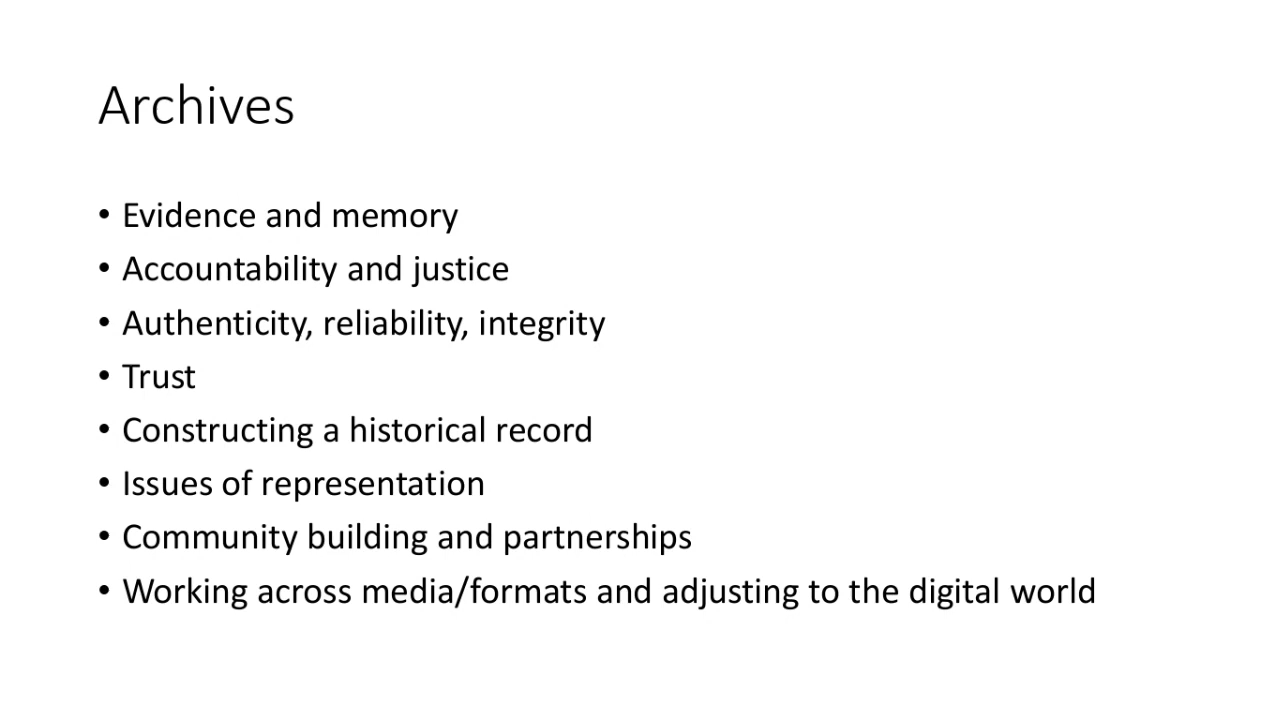 Archives
• Evidence and memory
• Accountability and justice
• Authenticity, reliability, integrity
• Trust
• Constructing a historical record
• Issues of representation
• Community building and partnerships
• Working across media/formats and adjusting to the digital world